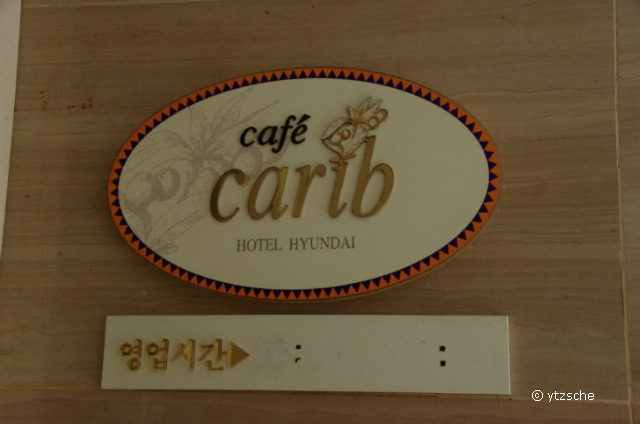 café
carib
HOTEL HYUNDAI
영업시간▶ : :
© ytzsche